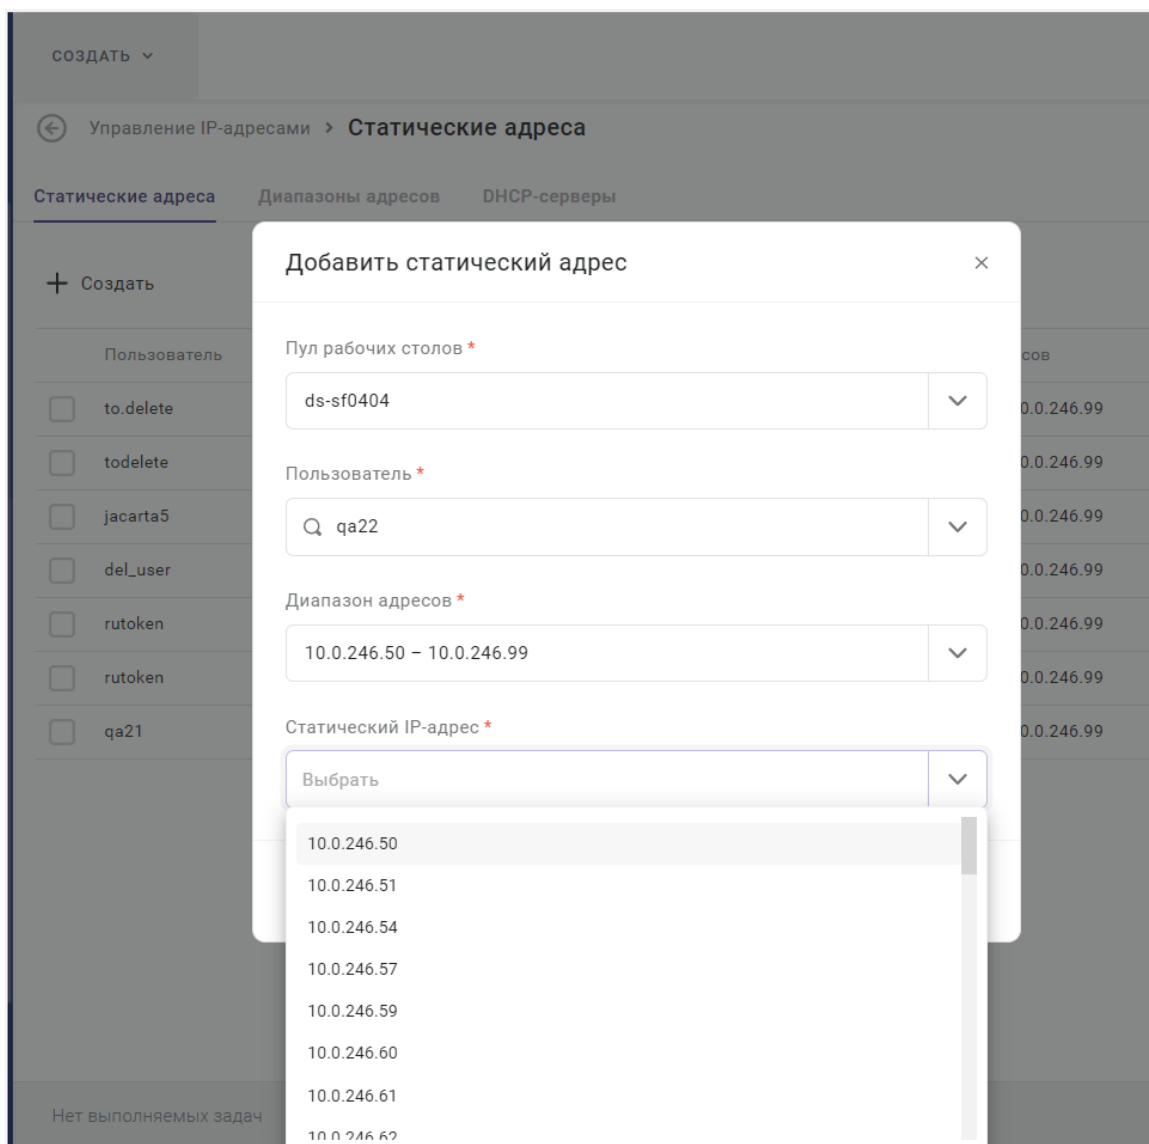 СОЗДАТЬ
Управление IP-адресами > Статические адреса
Статические адреса Диапазоны адресов DHCP-серверы
Добавить статический адрес
+ Создать
Пул рабочих столов *
Пользователь сов
ds-sf0404
to.delete 0.0.246.99
todelete 0.0.246.99
Пользователь *
jacarta5 0.0.246.99
qa22
del_user 0.0.246.99
Диапазон адресов *
rutoken 0.0.246.99
10.0.246.50 – 10.0.246.99
rutoken 0.0.246.99
Статический IP-адрес *
qa21 0.0.246.99
Выбрать
10.0.246.50
10.0.246.51
10.0.246.54
10.0.246.57
10.0.246.59
10.0.246.60
10.0.246.61
Нет выполняемых задач
10.0.246.62